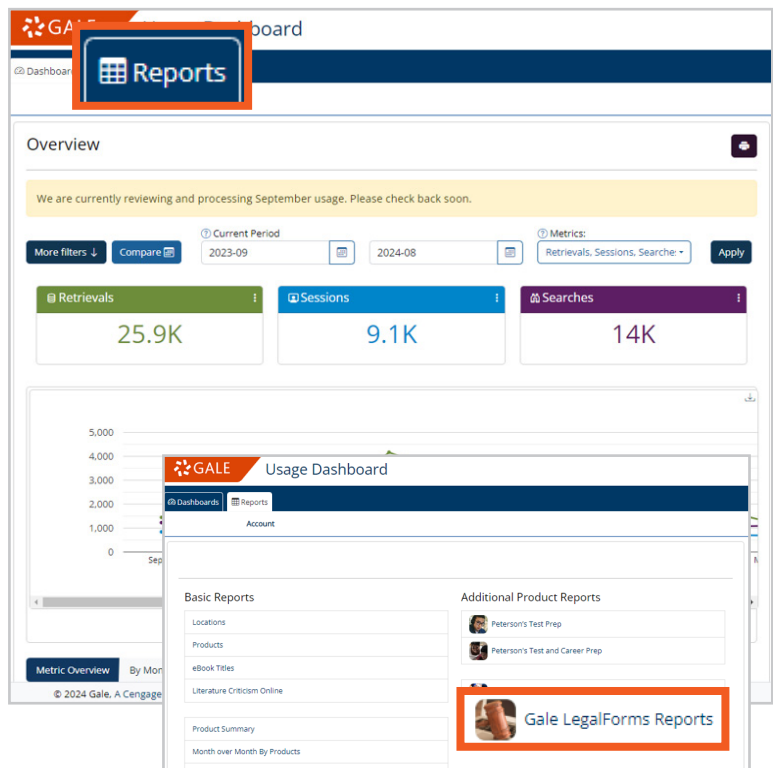 GALE
Dashboard
Reports
Overview
We are currently reviewing and processing September usage. Please check back soon.
Current Period
Metrics:
More filters ↓
Compare
2023-09
2024-08
Retrievals, Sessions, Searche:
Apply
Retrievals
Sessions
Searches
25.9K
9.1K
14K
5,000
4,000
3,000
2,000
1,000
0
Sep
Metric Overview
By Mon
© 2024 Gale, A Cengage
GALE
Usage Dashboard
Dashboards
Reports
Account
Basic Reports
Locations
Products
eBook Titles
Literature Criticism Online
Product Summary
Month over Month By Products
Additional Product Reports
Peterson's Test Prep
Peterson's Test and Career Prep
Gale LegalForms Reports